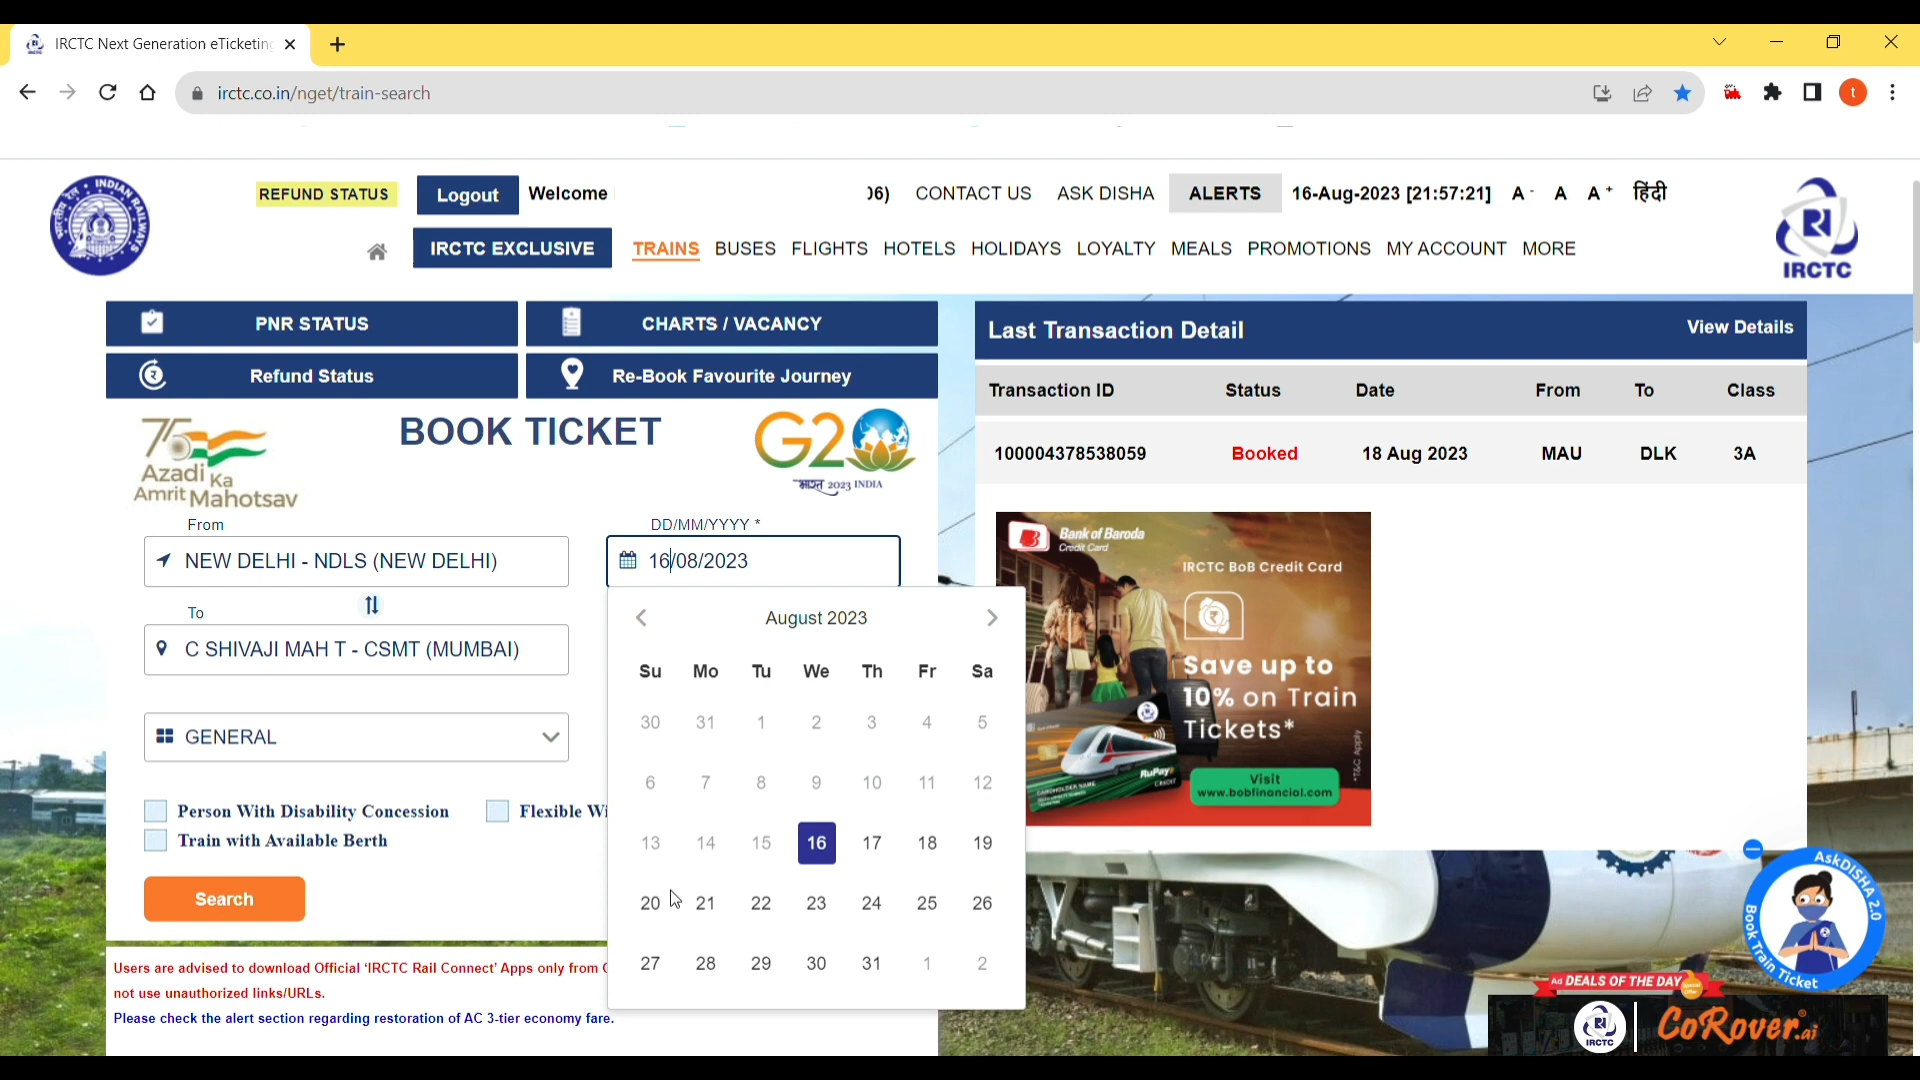 IRCTC Next Generation eTicketing
irctc.co.in/nget/train-search
t
REFUND STATUS
Logout
Welcome
06)
CONTACT US
ASK DISHA
ALERTS
16-Aug-2023 [21:57:21]
A-
A
A+
हिंदी
INDIAN RAILWAYS
भारतीय रेल
IRCTC
IRCTC EXCLUSIVE
TRAINS
BUSES
FLIGHTS
HOTELS
HOLIDAYS
LOYALTY
MEALS
PROMOTIONS
MY ACCOUNT
MORE
PNR STATUS
CHARTS / VACANCY
Refund Status
Re-Book Favourite Journey
75
Azadi Ka
Amrit Mahotsav
BOOK TICKET
G20
भारत 2023 INDIA
From
NEW DELHI - NDLS (NEW DELHI)
To
C SHIVAJI MAH T - CSMT (MUMBAI)
GENERAL
DD/MM/YYYY *
16/08/2023
August 2023
Su Mo Tu We Th Fr Sa
30 31 1 2 3 4 5
6 7 8 9 10 11 12
13 14 15 16 17 18 19
20 21 22 23 24 25 26
27 28 29 30 31 1 2
Person With Disability Concession
Flexible Wi
Train with Available Berth
Search
Users are advised to download Official ‘IRCTC Rail Connect’ Apps only from
not use unauthorized links/URLs.
Please check the alert section regarding restoration of AC 3-tier economy fare.
Last Transaction Detail
View Details
Transaction ID Status Date From To Class
100004378538059 Booked 18 Aug 2023 MAU DLK 3A
Bank of Baroda
Credit Card
IRCTC BoB Credit Card
Save up to
10% on Train
Tickets*
RuPay
Visit
www.bobfinancial.com
*T&C Apply
AskDISHA 2.0
Book Train Ticket
Ad DEALS OF THE DAY
IRCTC
CoRover.ai